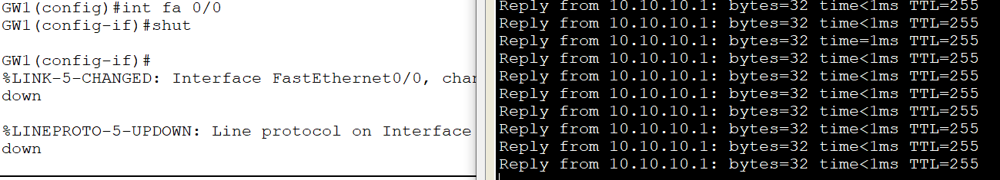 GW1(config)#int fa 0/0
GW1(config-if)#shut
GW1(config-if)#
%LINK-5-CHANGED: Interface FastEthernet0/0,
down
%LINEPROTO-5-UPDOWN: Line protocol on Interface
down
Reply from 10.10.10.1: bytes=32 time<1ms TTL=255
Reply from 10.10.10.1: bytes=32 time<1ms TTL=255
Reply from 10.10.10.1: bytes=32 time=1ms TTL=255
Reply from 10.10.10.1: bytes=32 time<1ms TTL=255
Reply from 10.10.10.1: bytes=32 time<1ms TTL=255
Reply from 10.10.10.1: bytes=32 time<1ms TTL=255
Reply from 10.10.10.1: bytes=32 time<1ms TTL=255
Reply from 10.10.10.1: bytes=32 time<1ms TTL=255
Reply from 10.10.10.1: bytes=32 time<1ms TTL=255
Reply from 10.10.10.1: bytes=32 time<1ms TTL=255